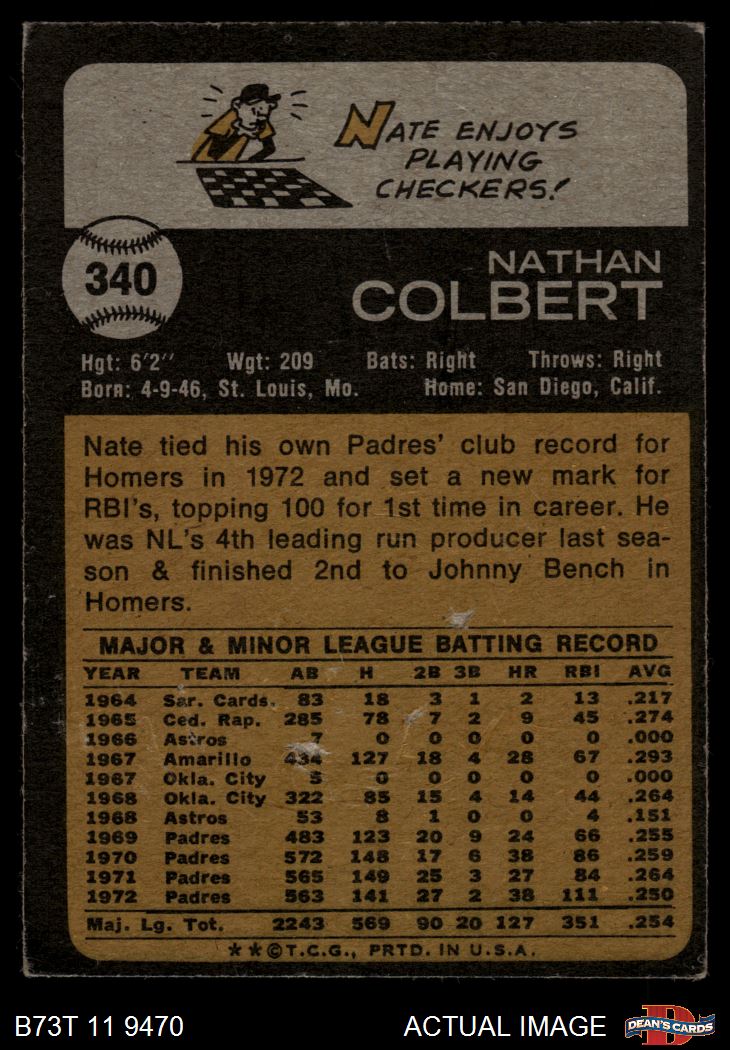 NATE ENJOYS
PLAYING
CHECKERS!
340
NATHAN
COLBERT
Hgt: 6'2" Wgt: 209 Bats: Right Throws: Right
Born: 4-9-46, St. Louis, Mo. Home: San Diego, Calif.
Nate tied his own Padres' club record for
Homers in 1972 and set a new mark for
RBI's, topping 100 for 1st time in career. He
was NL's 4th leading run producer last sea-
son & finished 2nd to Johnny Bench in
Homers.
MAJOR & MINOR LEAGUE BATTING RECORD
YEAR TEAM AB H 2B 3B HR RBI AVG
1964 Sar. Cards. 83 18 3 1 2 13 .217
1965 Ced. Rap. 285 78 7 2 9 45 .274
1966 Astros 7 0 0 0 0 0 .000
1967 Amarillo 434 127 18 4 28 67 .293
1967 Okla. City 5 0 0 0 0 0 .000
1968 Okla. City 322 85 15 4 14 44 .264
1968 Astros 53 8 1 0 0 4 .151
1969 Padres 483 123 20 9 24 66 .255
1970 Padres 572 148 17 6 38 86 .259
1971 Padres 565 149 25 3 27 84 .264
1972 Padres 563 141 27 2 38 111 .250
Maj. Lg. Tot. 2243 569 90 20 127 351 .254
**©T.C.G., PRTD. IN U.S.A.
B73T 11 9470 ACTUAL IMAGE
D
DEAN'S CARDS